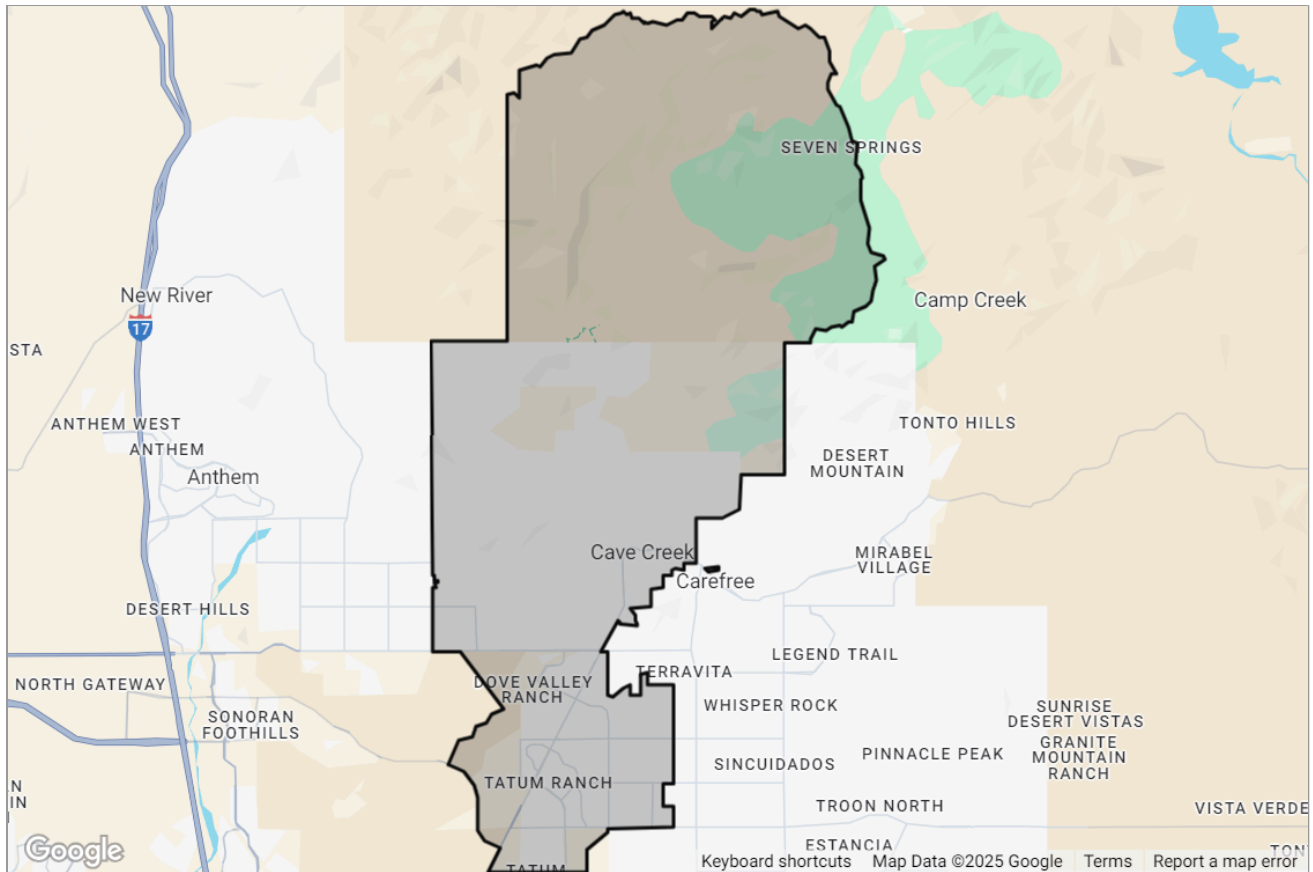 SEVEN SPRINGS
New River
17
Camp Creek
STA
ANTHEM WEST
ANTHEM
Anthem
TONTO HILLS
DESERT
MOUNTAIN
Cave Creek
Carefree
MIRABEL
VILLAGE
DESERT HILLS
LEGEND TRAIL
TERRAVITA
NORTH GATEWAY
DOVE VALLEY
RANCH
WHISPER ROCK
SONORAN
FOOTHILLS
SUNRISE
DESERT VISTAS
GRANITE
MOUNTAIN
RANCH
PINNACLE PEAK
SINCUIDADOS
TATUM RANCH
N
IN
TROON NORTH
VISTA VERDE
ESTANCIA
TON
Google
TATUM
Keyboard shortcuts Map Data ©2025 Google Terms Report a map error